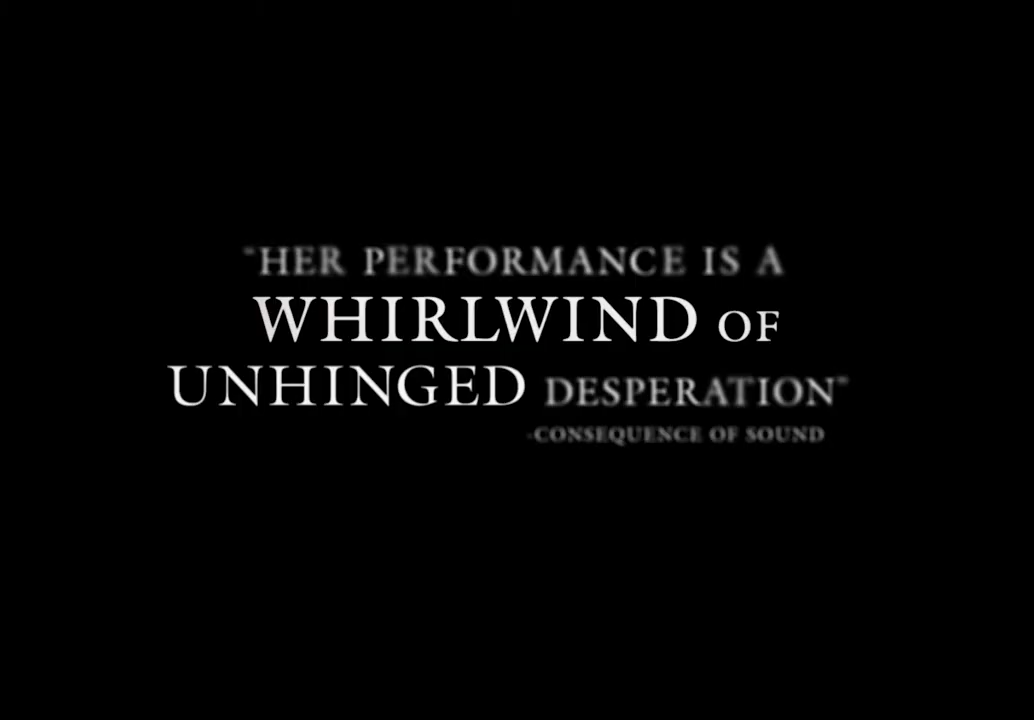 "HER PERFORMANCE IS A
WHIRLWIND OF
UNHINGED DESPERATION"
-CONSEQUENCE OF SOUND